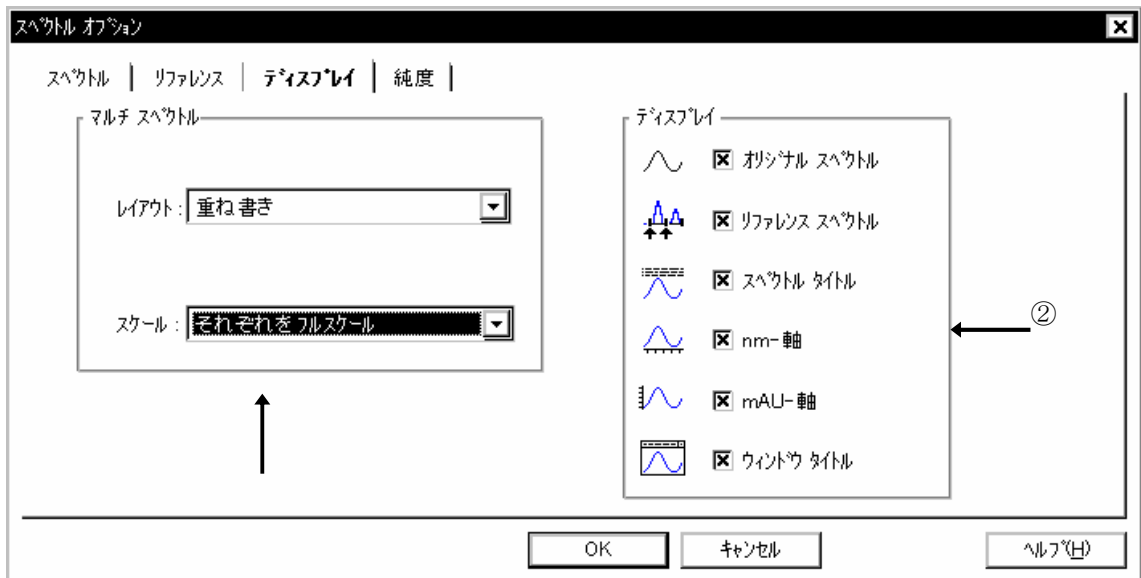 スペクトル オプション
スペクトル リファレンス ディスプレイ 純度
マルチ スペクトル
レイアウト : 重ね書き
スケール : それぞれをフルスケール
ディスプレイ
オリジナル スペクトル
リファレンス スペクトル
スペクトル タイトル
nm-軸
mAU-軸
ウィンドウ タイトル
②
OK キャンセル ヘルプ(H)